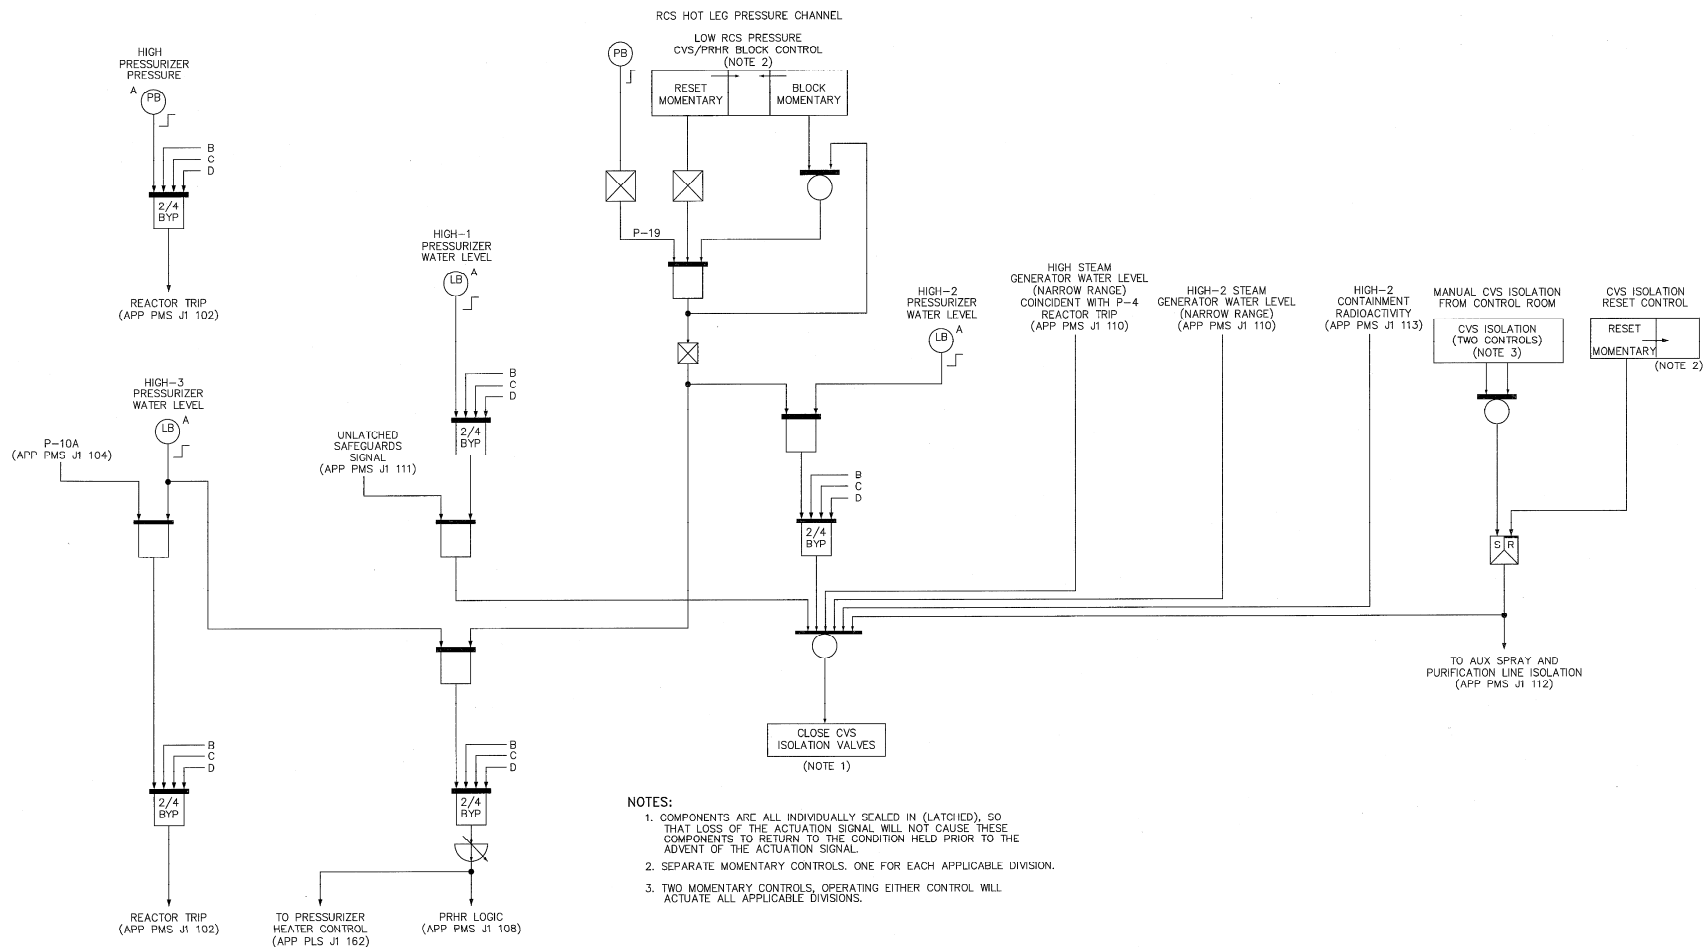 RCS HOT LEG PRESSURE CHANNEL
LOW RCS PRESSURE
CVS/PRHR BLOCK CONTROL
(NOTE 2)
PB
RESET
MOMENTARY
BLOCK
MOMENTARY
P-19
HIGH
PRESSURIZER
PRESSURE
A
PB
B
C
D
2/4
BYP
REACTOR TRIP
(APP PMS J1 102)
HIGH-1
PRESSURIZER
WATER LEVEL
LB
A
B
C
D
2/4
BYP
UNLATCHED
SAFEGUARDS
SIGNAL
(APP PMS J1 111)
HIGH-3
PRESSURIZER
WATER LEVEL
LB
A
P-10A
(APP PMS J1 104)
HIGH-2
PRESSURIZER
WATER LEVEL
LB
A
B
C
D
2/4
BYP
HIGH STEAM
GENERATOR WATER LEVEL
(NARROW RANGE)
COINCIDENT WITH P-4
REACTOR TRIP
(APP PMS J1 110)
HIGH-2 STEAM
GENERATOR WATER LEVEL
(NARROW RANGE)
(APP PMS J1 110)
HIGH-2
CONTAINMENT
RADIOACTIVITY
(APP PMS J1 113)
MANUAL CVS ISOLATION
FROM CONTROL ROOM
CVS ISOLATION
(TWO CONTROLS)
(NOTE 3)
CVS ISOLATION
RESET CONTROL
RESET
MOMENTARY
(NOTE 2)
S R
TO AUX SPRAY AND
PURIFICATION LINE ISOLATION
(APP PMS J1 112)
CLOSE CVS
ISOLATION VALVES
(NOTE 1)
B
C
D
2/4
BYP
REACTOR TRIP
(APP PMS J1 102)
B
C
D
2/4
BYP
TO PRESSURIZER
HEATER CONTROL
(APP PLS J1 162)
PRHR LOGIC
(APP PMS J1 108)
NOTES:
1. COMPONENTS ARE ALL INDIVIDUALLY SEALED IN (LATCHED), SO
THAT LOSS OF THE ACTUATION SIGNAL WILL NOT CAUSE THESE
COMPONENTS TO RETURN TO THE CONDITION HELD PRIOR TO THE
ADVENT OF THE ACTUATION SIGNAL.
2. SEPARATE MOMENTARY CONTROLS. ONE FOR EACH APPLICABLE DIVISION.
3. TWO MOMENTARY CONTROLS, OPERATING EITHER CONTROL WILL
ACTUATE ALL APPLICABLE DIVISIONS.